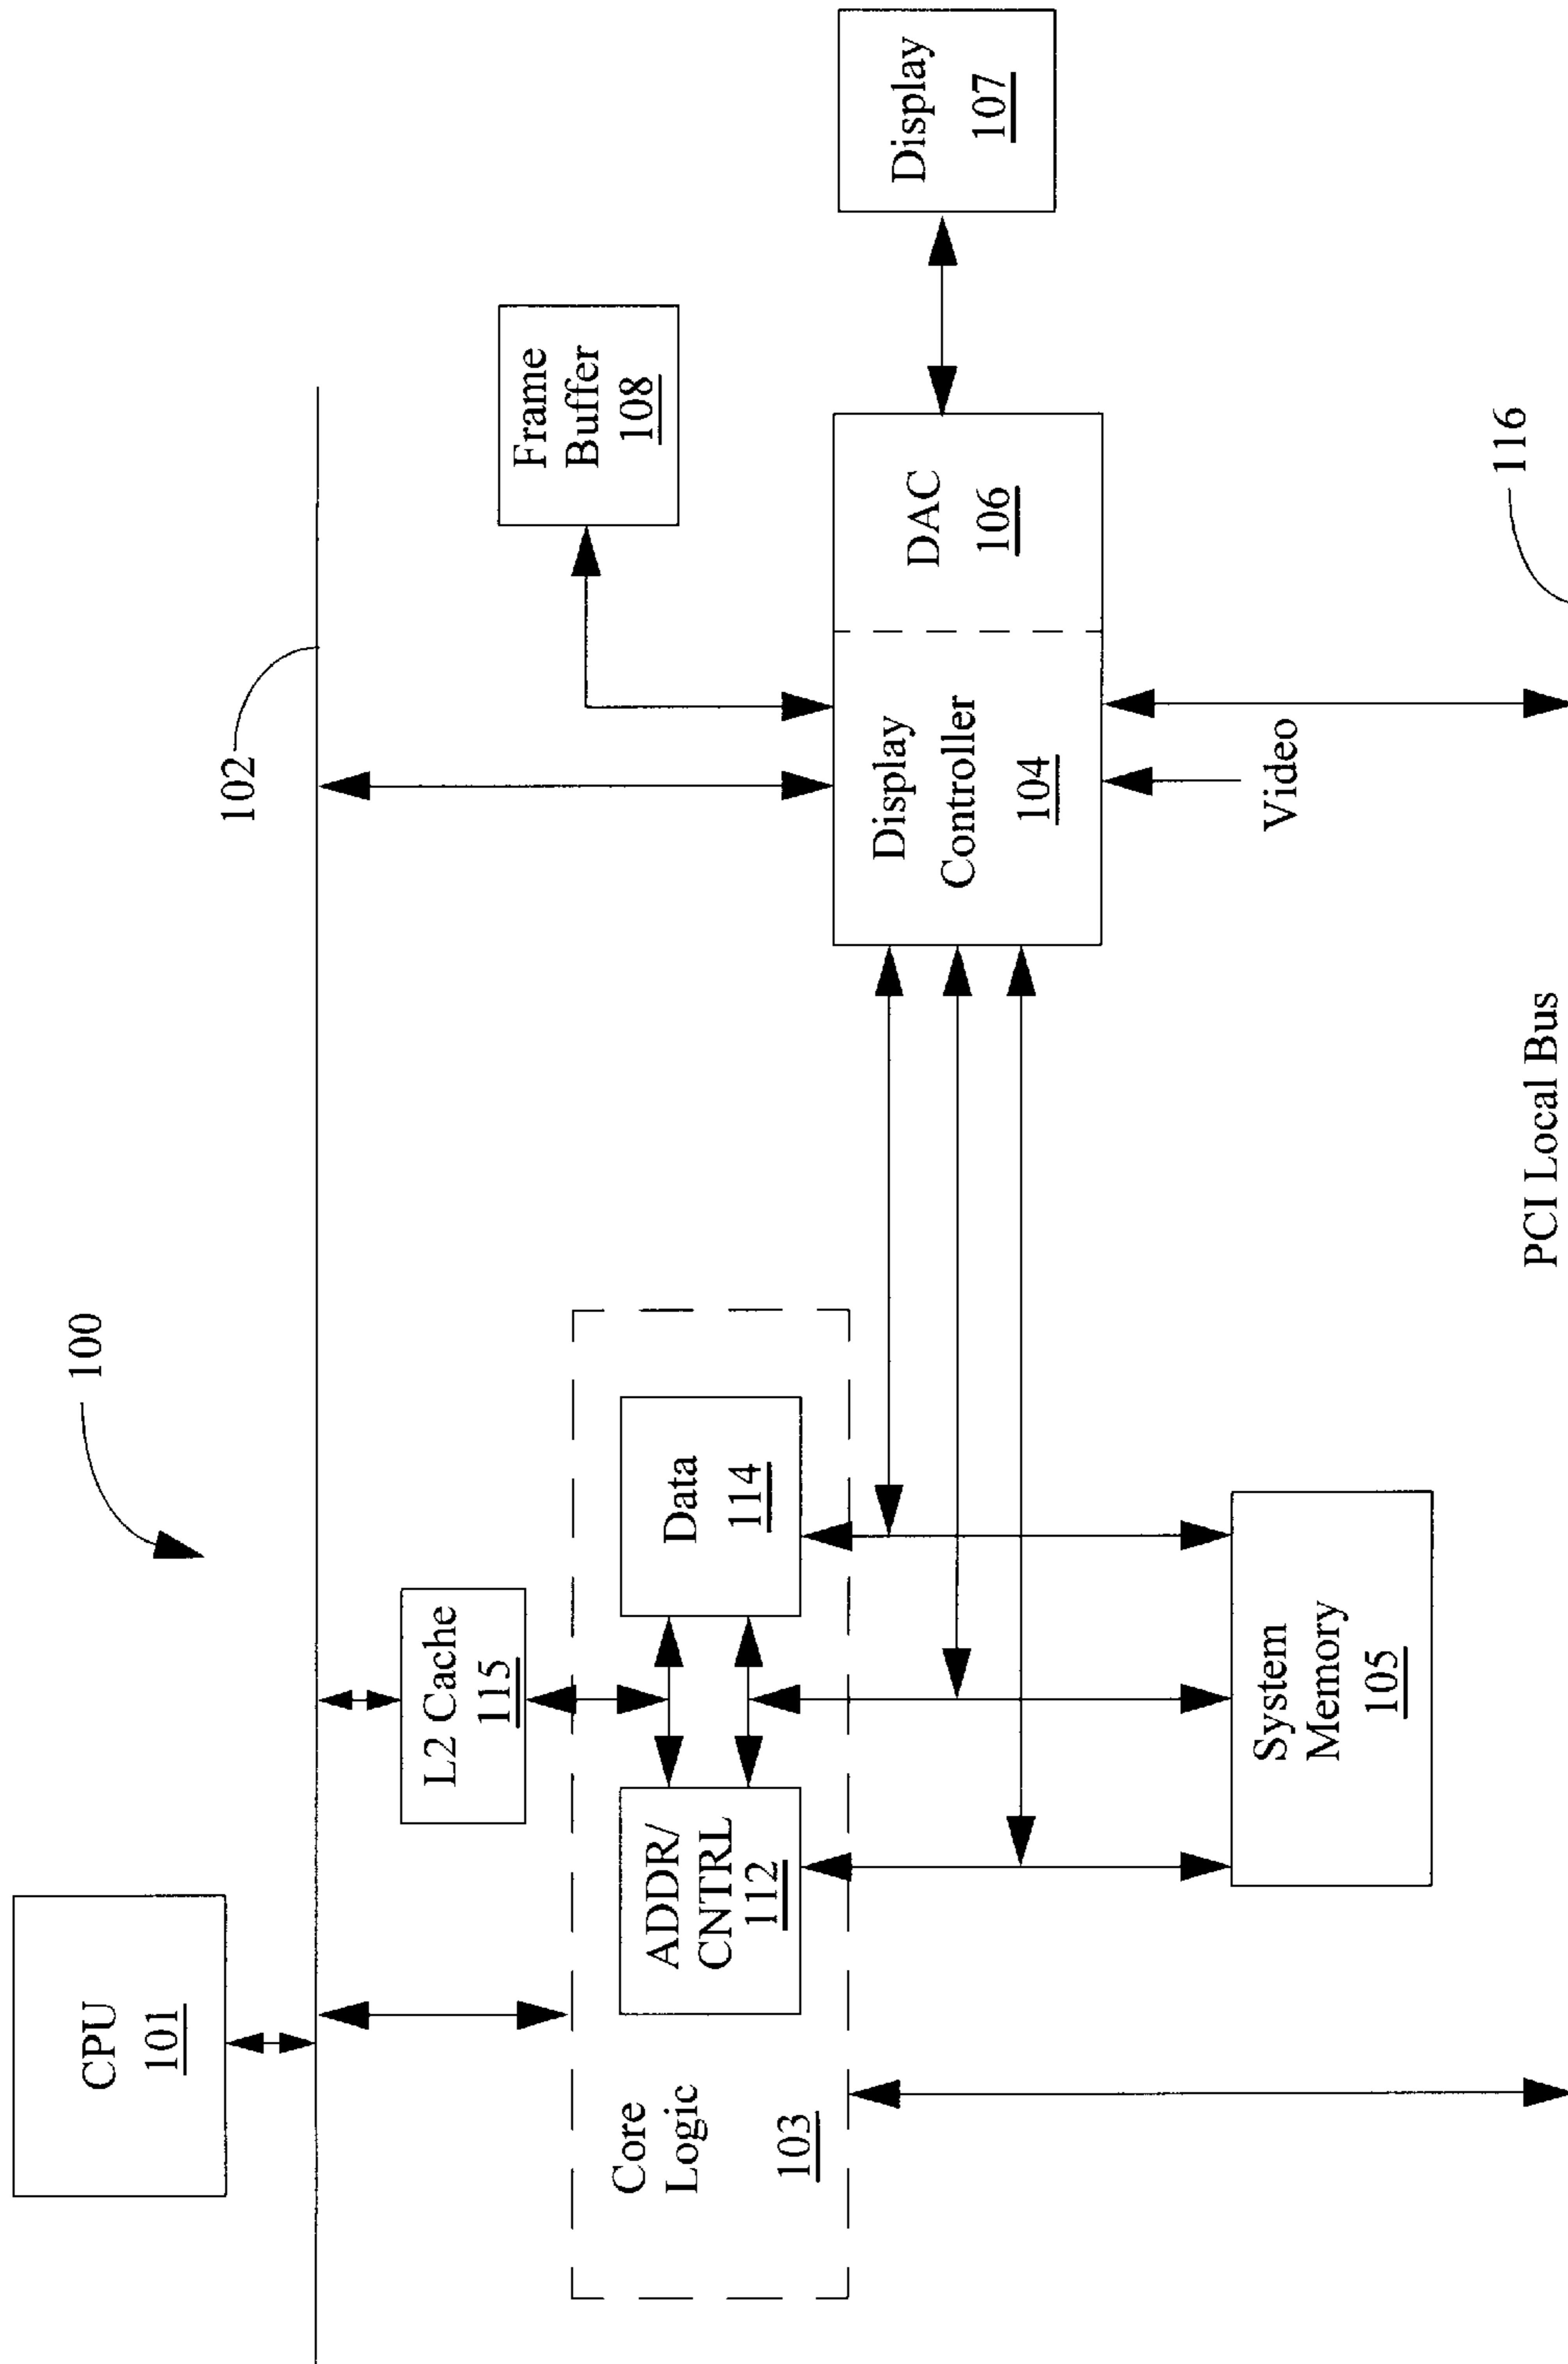 100
CPU
101
102
L2 Cache
115
Frame
Buffer
108
Core
Logic
103
ADDR/
CNTRL
112
Data
114
Display
Controller
104
DAC
106
Display
107
Video
System
Memory
105
PCI Local Bus
116